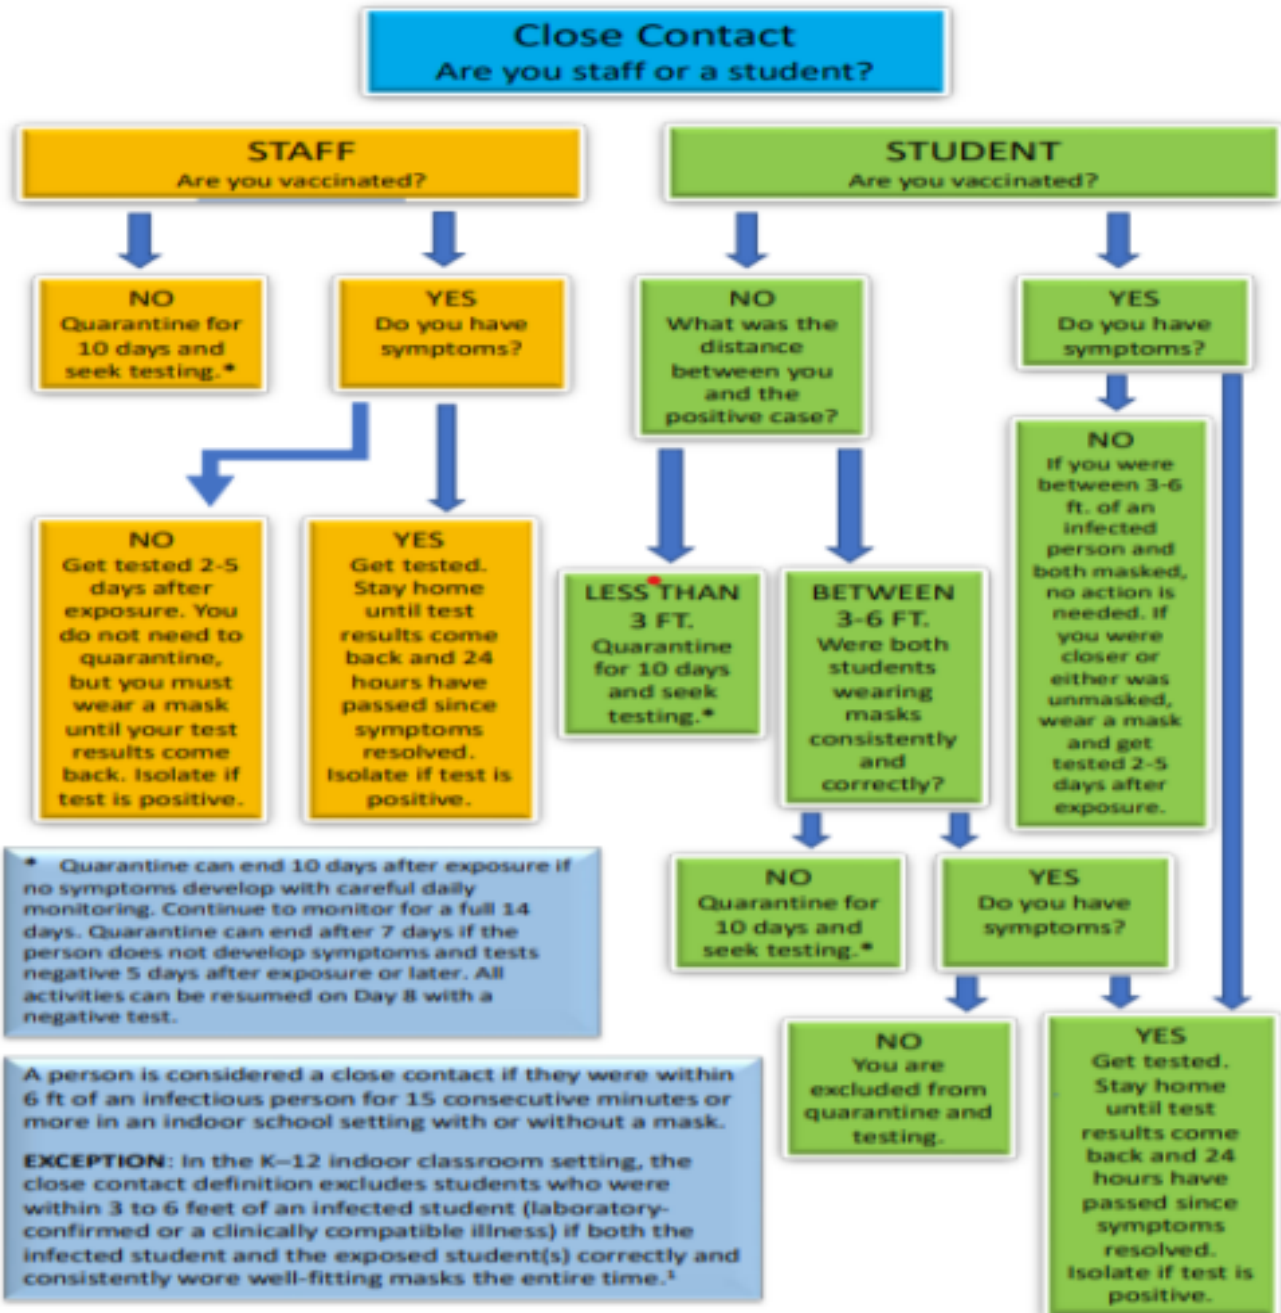 Close Contact
Are you staff or a student?
STAFF
Are you vaccinated?
STUDENT
Are you vaccinated?
NO
Quarantine for
10 days and
seek testing.*
YES
Do you have
symptoms?
NO
What was the
distance
between you
and the
positive case?
YES
Do you have
symptoms?
NO
Get tested 2-5
days after
exposure. You
do not need to
quarantine,
but you must
wear a mask
until your test
results come
back. Isolate if
test is positive.
YES
Get tested.
Stay home
until test
results come
back and 24
hours have
passed since
symptoms
resolved.
Isolate if test is
positive.
LESS THAN
3 FT.
Quarantine
for 10 days
and seek
testing.*
BETWEEN
3-6 FT.
Were both
students
wearing
masks
consistently
and
correctly?
NO
If you were
between 3-6
ft. of an
infected
person and
both masked,
no action is
needed. If
you were
closer or
either was
unmasked,
wear a mask
and get
tested 2-5
days after
exposure.
NO
Quarantine for
10 days and
seek testing.*
YES
Do you have
symptoms?
NO
You are
excluded from
quarantine and
testing.
YES
Get tested.
Stay home
until test
results come
back and 24
hours have
passed since
symptoms
resolved.
Isolate if test is
positive.
* Quarantine can end 10 days after exposure if
no symptoms develop with careful daily
monitoring. Continue to monitor for a full 14
days. Quarantine can end after 7 days if the
person does not develop symptoms and tests
negative 5 days after exposure or later. All
activities can be resumed on Day 8 with a
negative test.
A person is considered a close contact if they were within
6 ft of an infectious person for 15 consecutive minutes or
more in an indoor school setting with or without a mask.
EXCEPTION: In the K–12 indoor classroom setting, the
close contact definition excludes students who were
within 3 to 6 feet of an infected student (laboratory-
confirmed or a clinically compatible illness) if both the
infected student and the exposed student(s) correctly and
consistently wore well-fitting masks the entire time.¹